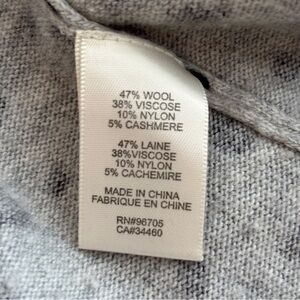 47% WOOL
38% VISCOSE
10% NYLON
5% CASHMERE
47% LAINE
38%VISCOSE
10% NYLON
5% CACHEMIRE
MADE IN CHINA
FABRIQUE EN CHINE
RN#96705
CA#34460